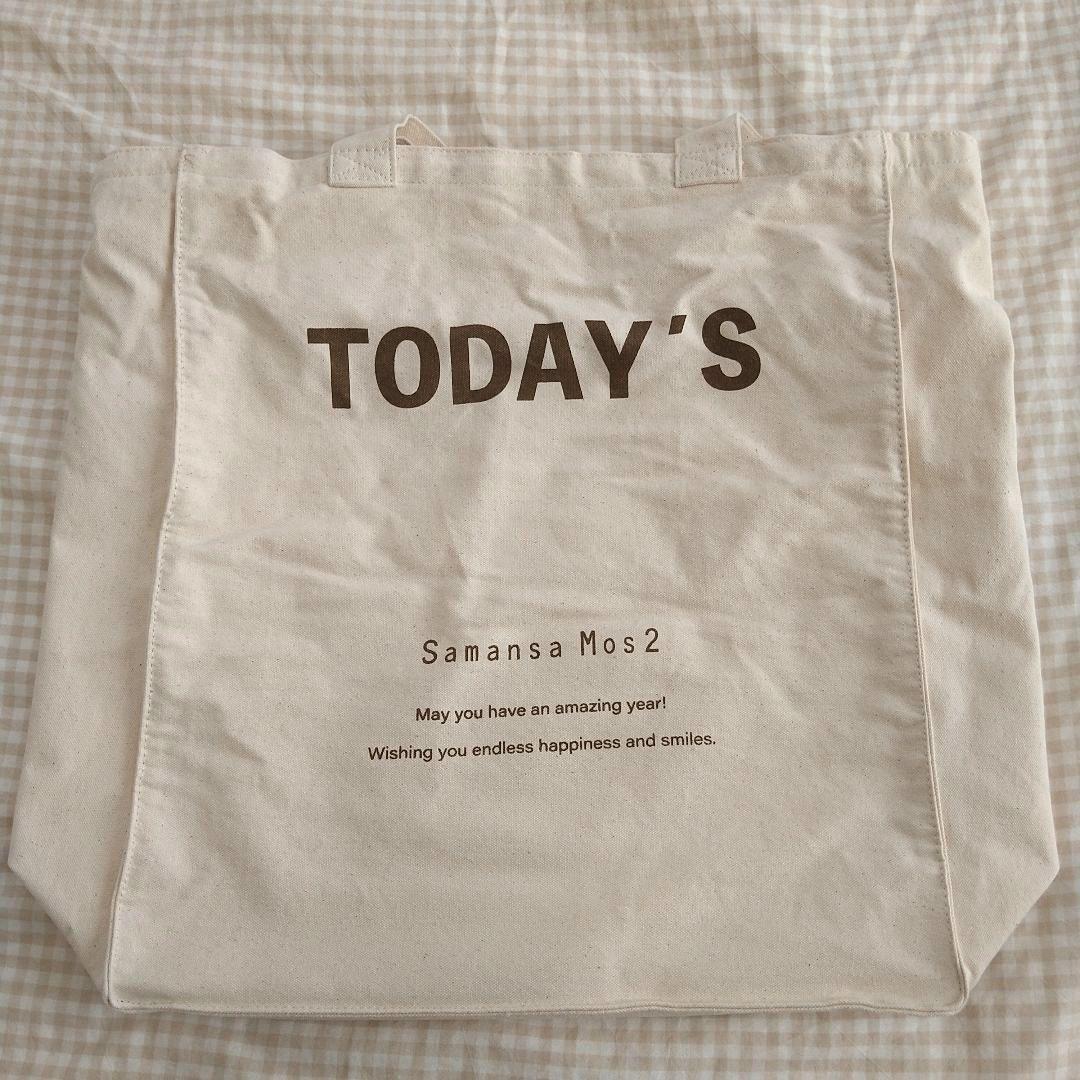 TODAY'S
Samansa Mos2
May you have an amazing year!
Wishing you endless happiness and smiles.